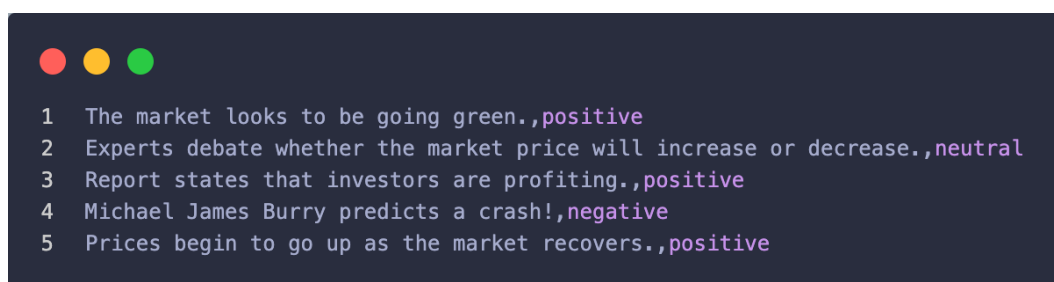 1 The market looks to be going green.,positive
2 Experts debate whether the market price will increase or decrease.,neutral
3 Report states that investors are profiting.,positive
4 Michael James Burry predicts a crash!,negative
5 Prices begin to go up as the market recovers.,positive